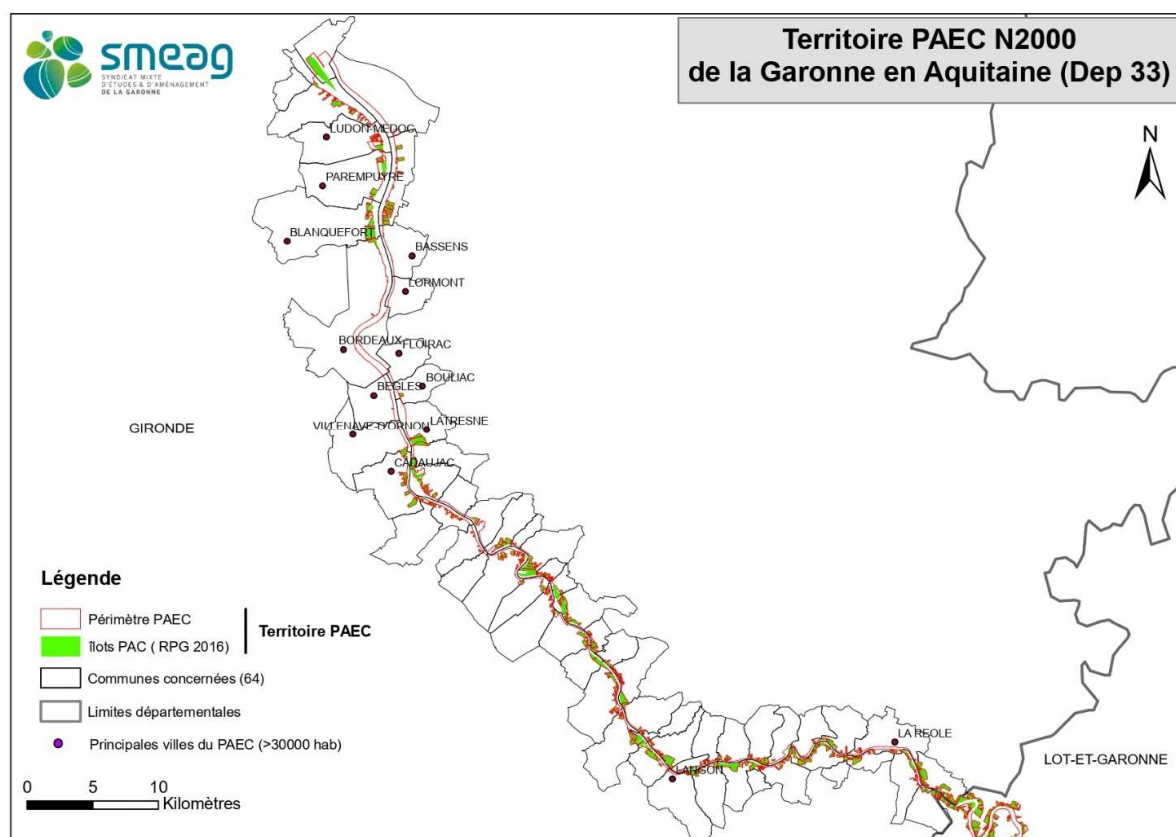 smeag
SYNDICAT MIXTE
D'ÉTUDES & D'AMÉNAGEMENT
DE LA GARONNE
Territoire PAEC N2000
de la Garonne en Aquitaine (Dep 33)
N
LUDON-MEDOC
PAREMPUYRE
BLANQUEFORT
BASSENS
LORMONT
BORDEAUX
FLOIRAC
BOULIAC
BEGLES
LATRESNE
VILLENAVE-D'ORNON
GIRONDE
CADAUJAC
LA REOLE
LANGON
LOT-ET-GARONNE
Légende
Périmètre PAEC
îlots PAC ( RPG 2016)
Territoire PAEC
Communes concernées (64)
Limites départementales
Principales villes du PAEC (>30000 hab)
0 5 10
Kilomètres